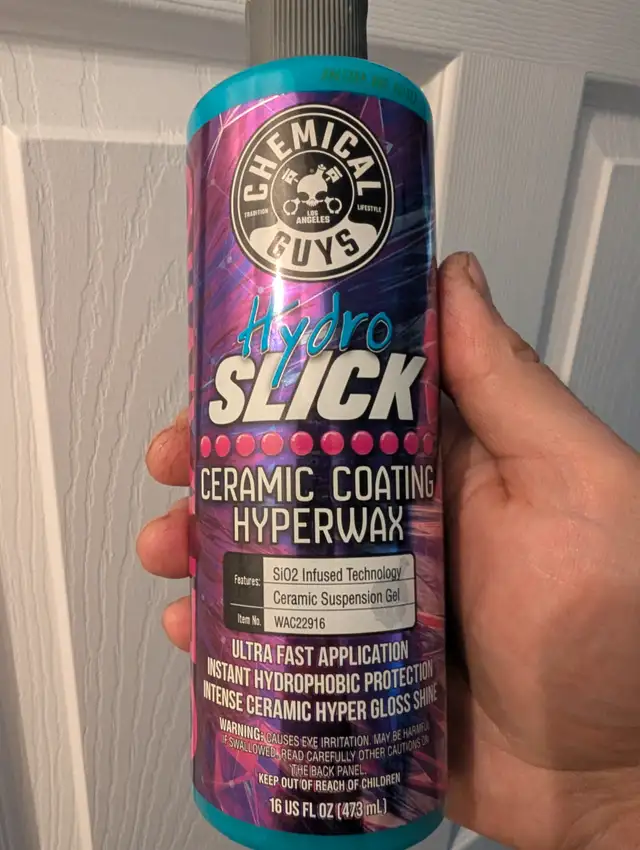 CHEMICAL
TRADITION
LOS
ANGELES
LIFESTYLE
GUYS
Hydro
SLICK
CERAMIC COATING
HYPERWAX
Features: SiO2 Infused Technology
Ceramic Suspension Gel
Item No. WAC22916
ULTRA FAST APPLICATION
INSTANT HYDROPHOBIC PROTECTION
INTENSE CERAMIC HYPER GLOSS SHINE
WARNING: CAUSES EYE IRRITATION. MAY BE HARMFUL
IF SWALLOWED. READ CAREFULLY OTHER CAUTIONS ON
THE BACK PANEL.
KEEP OUT OF REACH OF CHILDREN
16 US FL OZ (473 mL)